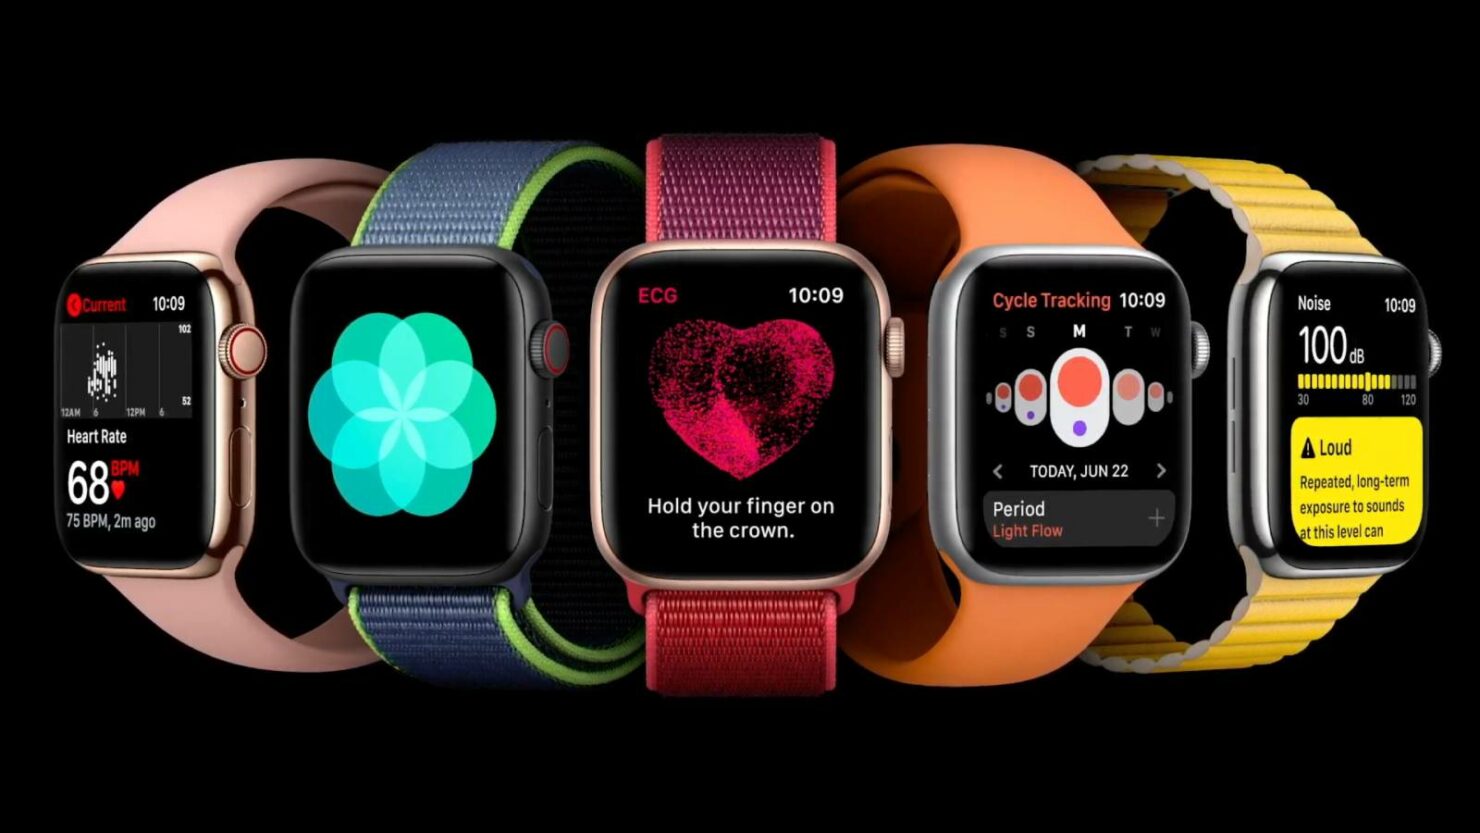 Current 10:09
102
52
12AM 6 12PM 6
Heart Rate
68 BPM
75 BPM, 2m ago
ECG 10:09
Hold your finger on
the crown.
Cycle Tracking 10:09
S S M T W
TODAY, JUN 22
Period
Light Flow
Noise 10:09
100 dB
30 80 120
Loud
Repeated, long-term
exposure to sounds
at this level can